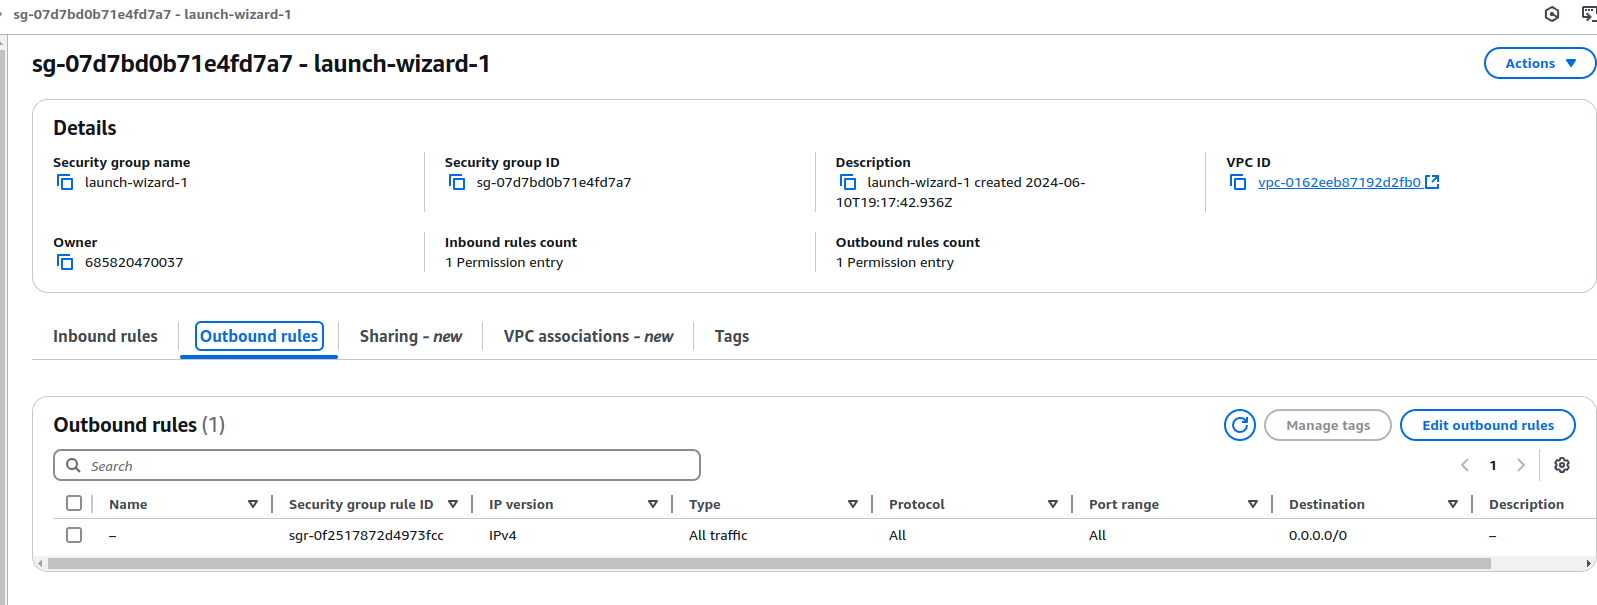 sg-07d7bd0b71e4fd7a7 - launch-wizard-1
sg-07d7bd0b71e4fd7a7 - launch-wizard-1
Actions
Details
Security group name
launch-wizard-1
Security group ID
sg-07d7bd0b71e4fd7a7
Description
launch-wizard-1 created 2024-06-
10T19:17:42.936Z
VPC ID
vpc-0162eeb87192d2fb0
Owner
685820470037
Inbound rules count
1 Permission entry
Outbound rules count
1 Permission entry
Inbound rules
Outbound rules
Sharing - new
VPC associations - new
Tags
Outbound rules (1)
Manage tags
Edit outbound rules
Search
1
Name Security group rule ID IP version Type Protocol Port range Destination Description
– sgr-0f2517872d4973fcc IPv4 All traffic All All 0.0.0.0/0 –